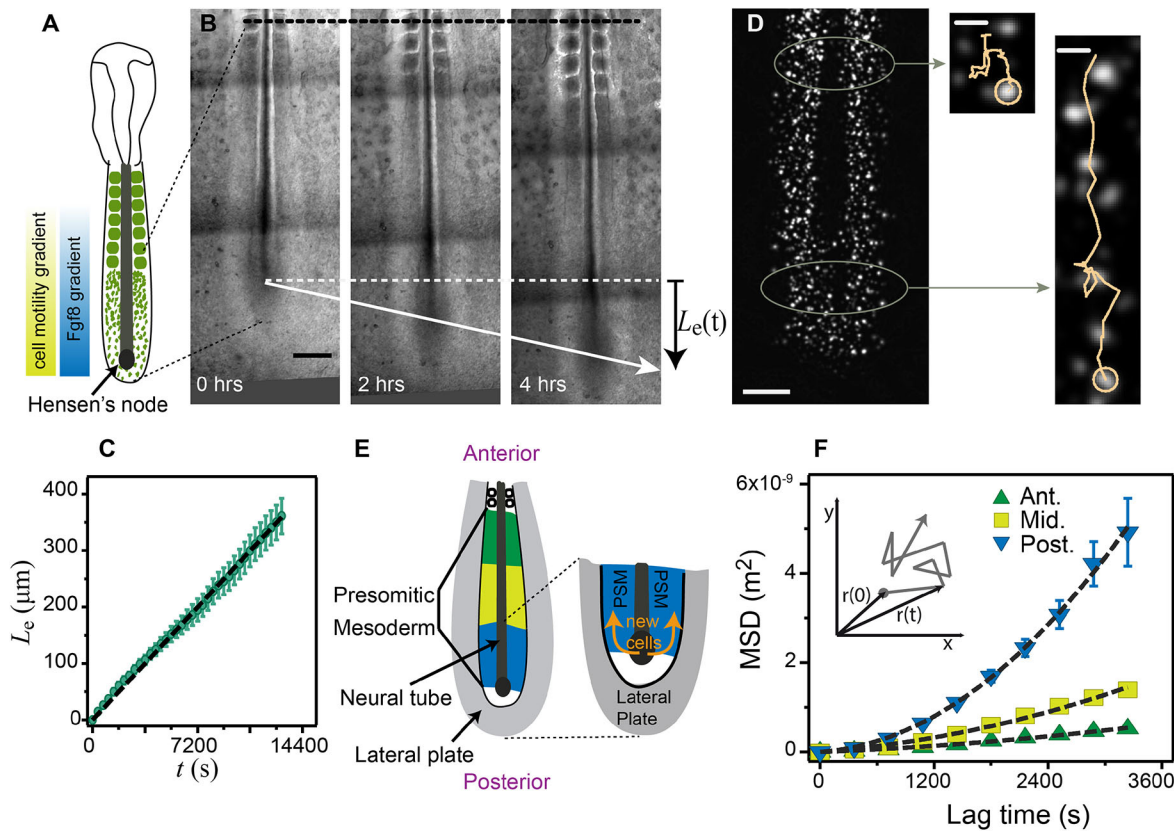 A
cell motility gradient
Fgf8 gradient
Hensen's node
B
0 hrs
2 hrs
4 hrs
Lₑ(t)
D
C
Lₑ (µm)
400
300
200
100
0
0
7200
14400
t (s)
E
Anterior
Presomitic
Mesoderm
Neural tube
Lateral plate
Posterior
PSM
PSM
new
cells
Lateral
Plate
F
MSD (m²)
6x10⁻⁹
4
2
0
0
1200
2400
3600
Lag time (s)
Ant.
Mid.
Post.
y
r(0)
r(t)
x